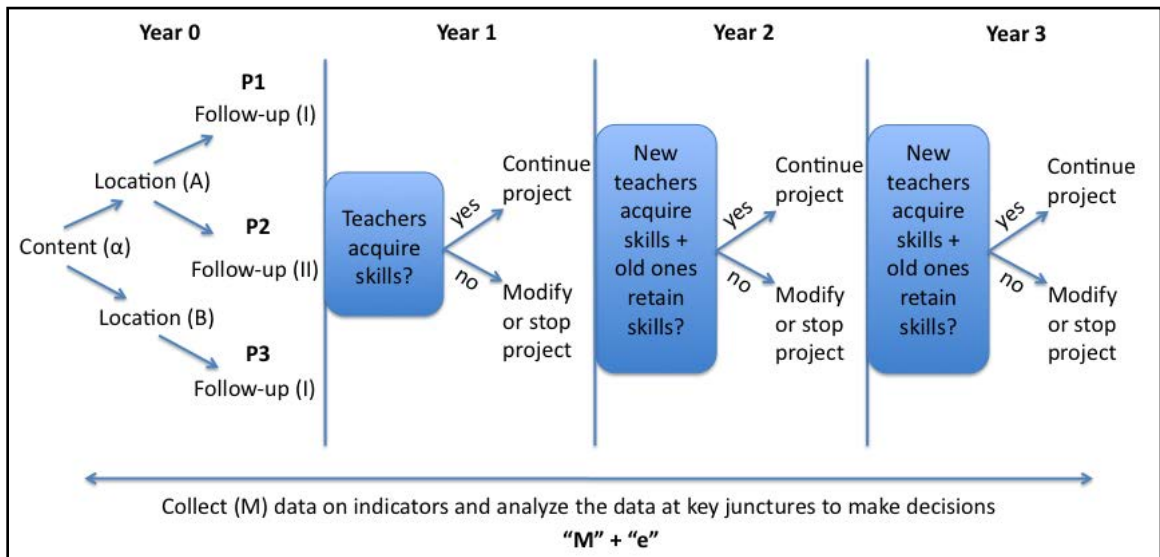 Year 0
Year 1
Year 2
Year 3
P1
Follow-up (I)
Location (A)
P2
Content (α)
Follow-up (II)
Location (B)
P3
Follow-up (I)
Teachers
acquire
skills?
yes
no
Continue
project
Modify
or stop
project
New
teachers
acquire
skills +
old ones
retain
skills?
yes
no
Continue
project
Modify
or stop
project
New
teachers
acquire
skills +
old ones
retain
skills?
yes
no
Continue
project
Modify
or stop
project
Collect (M) data on indicators and analyze the data at key junctures to make decisions
“M” + “e”